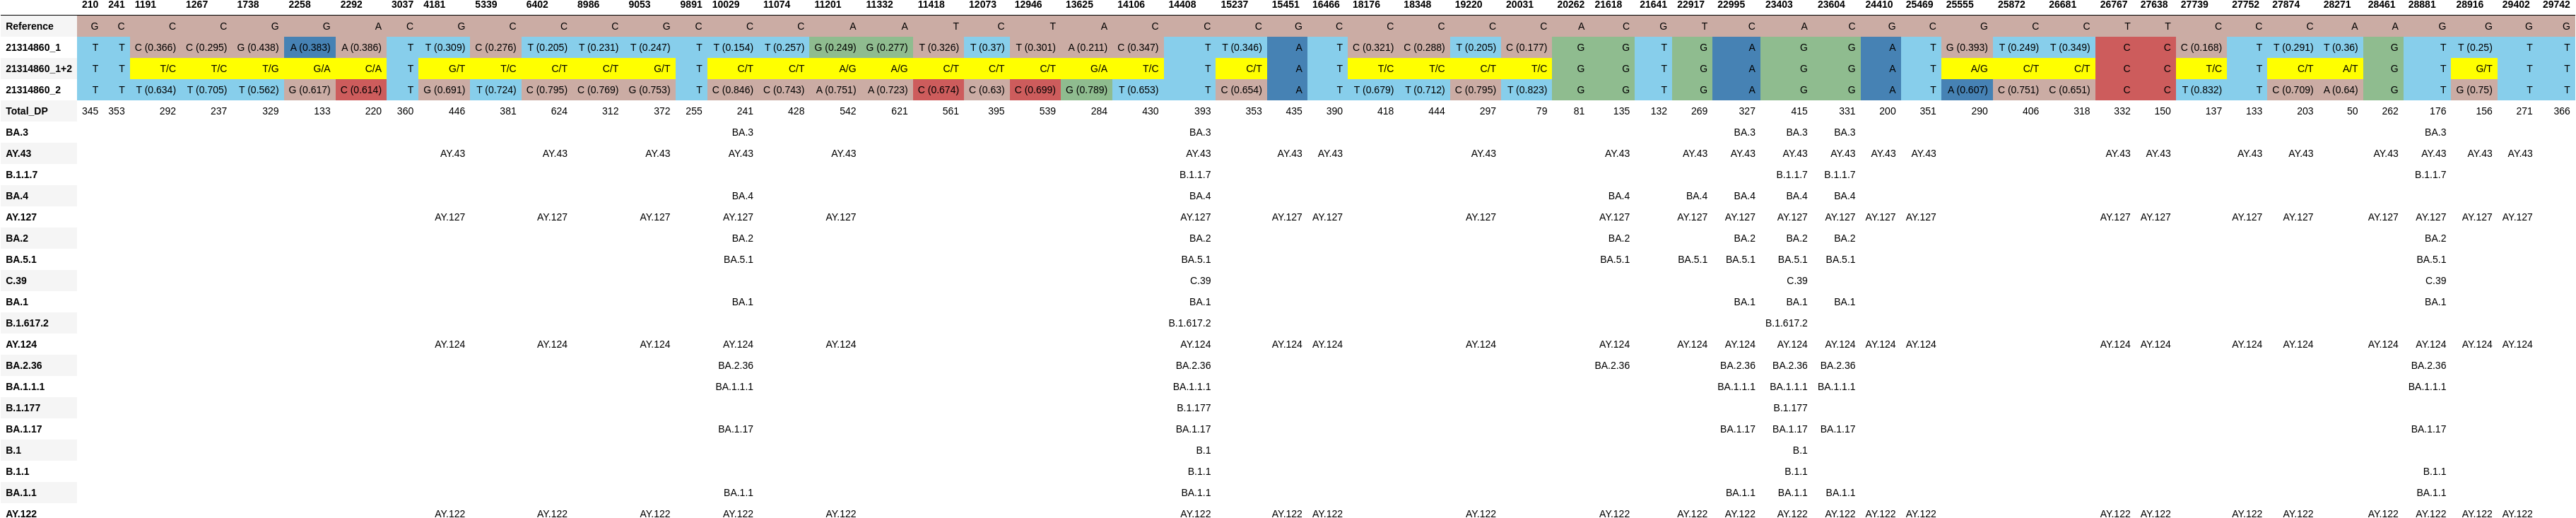 210 241 1191 1267 1738 2258 2292 3037 4181 5339 6402 8986 9053 9891 10029 11074 11201 11332 11418 12073 12946 13625 14106 14408 15237 15451 16466 18176 18348 19220 20031 20262 21618 21641 22917 22995 23403 23604 24410 25469 25555 25872 26681 26767 27638 27739 27752 27874 28271 28461 28881 28916 29402 29742
Reference G C C C G G A C G C C C G C C C A A T C T A C C C G C C C C C A G G T C A C G C G C C T T C C C A A G G G G
21314860_1 T T C (0.366) C (0.295) G (0.438) A (0.383) A (0.386) T T (0.309) C (0.276) T (0.205) T (0.231) T (0.247) T T (0.154) T (0.257) G (0.249) G (0.277) T (0.326) T (0.37) T (0.301) A (0.211) C (0.347) T T (0.346) A T C (0.321) C (0.288) T (0.205) C (0.177) G G T G A G G A T G (0.393) T (0.249) T (0.349) C C C (0.168) T T (0.291) T (0.36) G T T (0.25) T T
21314860_1+2 T T T/C T/C T/G G/A C/A T G/T T/C C/T C/T G/T T C/T C/T A/G A/G C/T C/T C/T G/A T/C T C/T A T T/C T/C C/T T/C G G T G A G G A T A/G C/T C/T C C T/C T C/T A/T G T G/T T T
21314860_2 T T T (0.634) T (0.705) T (0.562) G (0.617) C (0.614) T G (0.691) T (0.724) C (0.795) C (0.769) G (0.753) T C (0.846) C (0.743) A (0.751) A (0.723) C (0.674) C (0.63) C (0.699) G (0.789) T (0.653) T C (0.654) A T T (0.679) T (0.712) C (0.795) T (0.823) G G T G A G G A T A (0.607) C (0.751) C (0.651) C C T (0.832) T C (0.709) A (0.64) G T G (0.75) T T
Total_DP 345 353 292 237 329 133 220 360 446 381 624 312 372 255 241 428 542 621 561 395 539 284 430 393 353 435 390 418 444 297 79 81 135 132 269 327 415 331 200 351 290 406 318 332 150 137 133 203 50 262 176 156 271 366
BA.3 BA.3 BA.3 BA.3 BA.3 BA.3 BA.3
AY.43 AY.43 AY.43 AY.43 AY.43 AY.43 AY.43 AY.43 AY.43 AY.43 AY.43 AY.43 AY.43 AY.43 AY.43 AY.43 AY.43 AY.43 AY.43 AY.43 AY.43 AY.43 AY.43 AY.43 AY.43
B.1.1.7 B.1.1.7 B.1.1.7 B.1.1.7 B.1.1.7
BA.4 BA.4 BA.4 BA.4 BA.4 BA.4 BA.4 BA.4
AY.127 AY.127 AY.127 AY.127 AY.127 AY.127 AY.127 AY.127 AY.127 AY.127 AY.127 AY.127 AY.127 AY.127 AY.127 AY.127 AY.127 AY.127 AY.127 AY.127 AY.127 AY.127 AY.127 AY.127 AY.127
BA.2 BA.2 BA.2 BA.2 BA.2 BA.2 BA.2 BA.2
BA.5.1 BA.5.1 BA.5.1 BA.5.1 BA.5.1 BA.5.1 BA.5.1 BA.5.1 BA.5.1
C.39 C.39 C.39 C.39
BA.1 BA.1 BA.1 BA.1 BA.1 BA.1 BA.1
B.1.617.2 B.1.617.2 B.1.617.2
AY.124 AY.124 AY.124 AY.124 AY.124 AY.124 AY.124 AY.124 AY.124 AY.124 AY.124 AY.124 AY.124 AY.124 AY.124 AY.124 AY.124 AY.124 AY.124 AY.124 AY.124 AY.124 AY.124 AY.124 AY.124
BA.2.36 BA.2.36 BA.2.36 BA.2.36 BA.2.36 BA.2.36 BA.2.36 BA.2.36
BA.1.1.1 BA.1.1.1 BA.1.1.1 BA.1.1.1 BA.1.1.1 BA.1.1.1 BA.1.1.1
B.1.177 B.1.177 B.1.177
BA.1.17 BA.1.17 BA.1.17 BA.1.17 BA.1.17 BA.1.17 BA.1.17
B.1 B.1 B.1
B.1.1 B.1.1 B.1.1 B.1.1
BA.1.1 BA.1.1 BA.1.1 BA.1.1 BA.1.1 BA.1.1 BA.1.1
AY.122 AY.122 AY.122 AY.122 AY.122 AY.122 AY.122 AY.122 AY.122 AY.122 AY.122 AY.122 AY.122 AY.122 AY.122 AY.122 AY.122 AY.122 AY.122 AY.122 AY.122 AY.122 AY.122 AY.122 AY.122